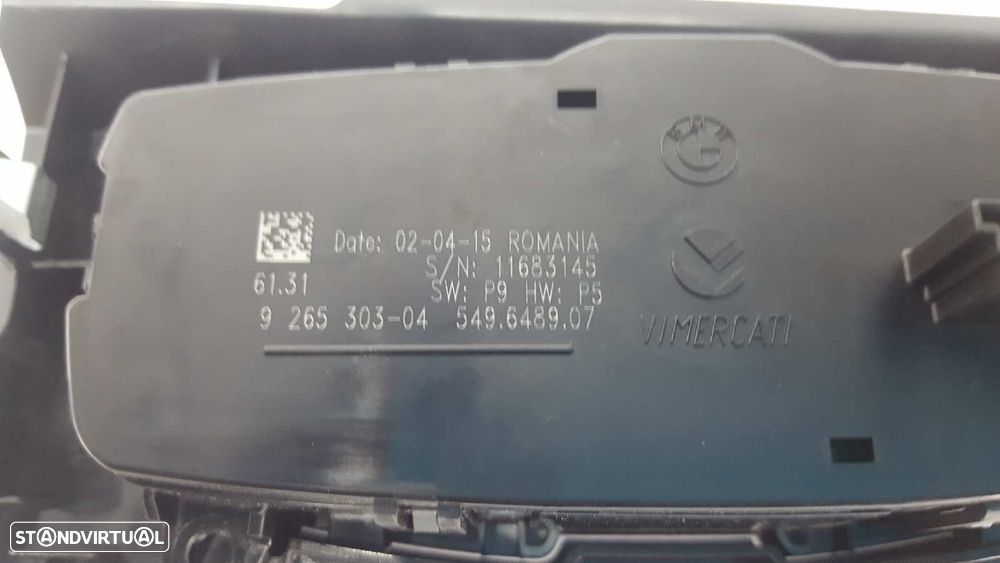 BMW
G
Date: 02-04-15 ROMANIA
S/N: 11683145
61.31
SW: P9 HW: P5
9 265 303-04 549.6489.07
VIMERCATI
STANDVIRTUAL